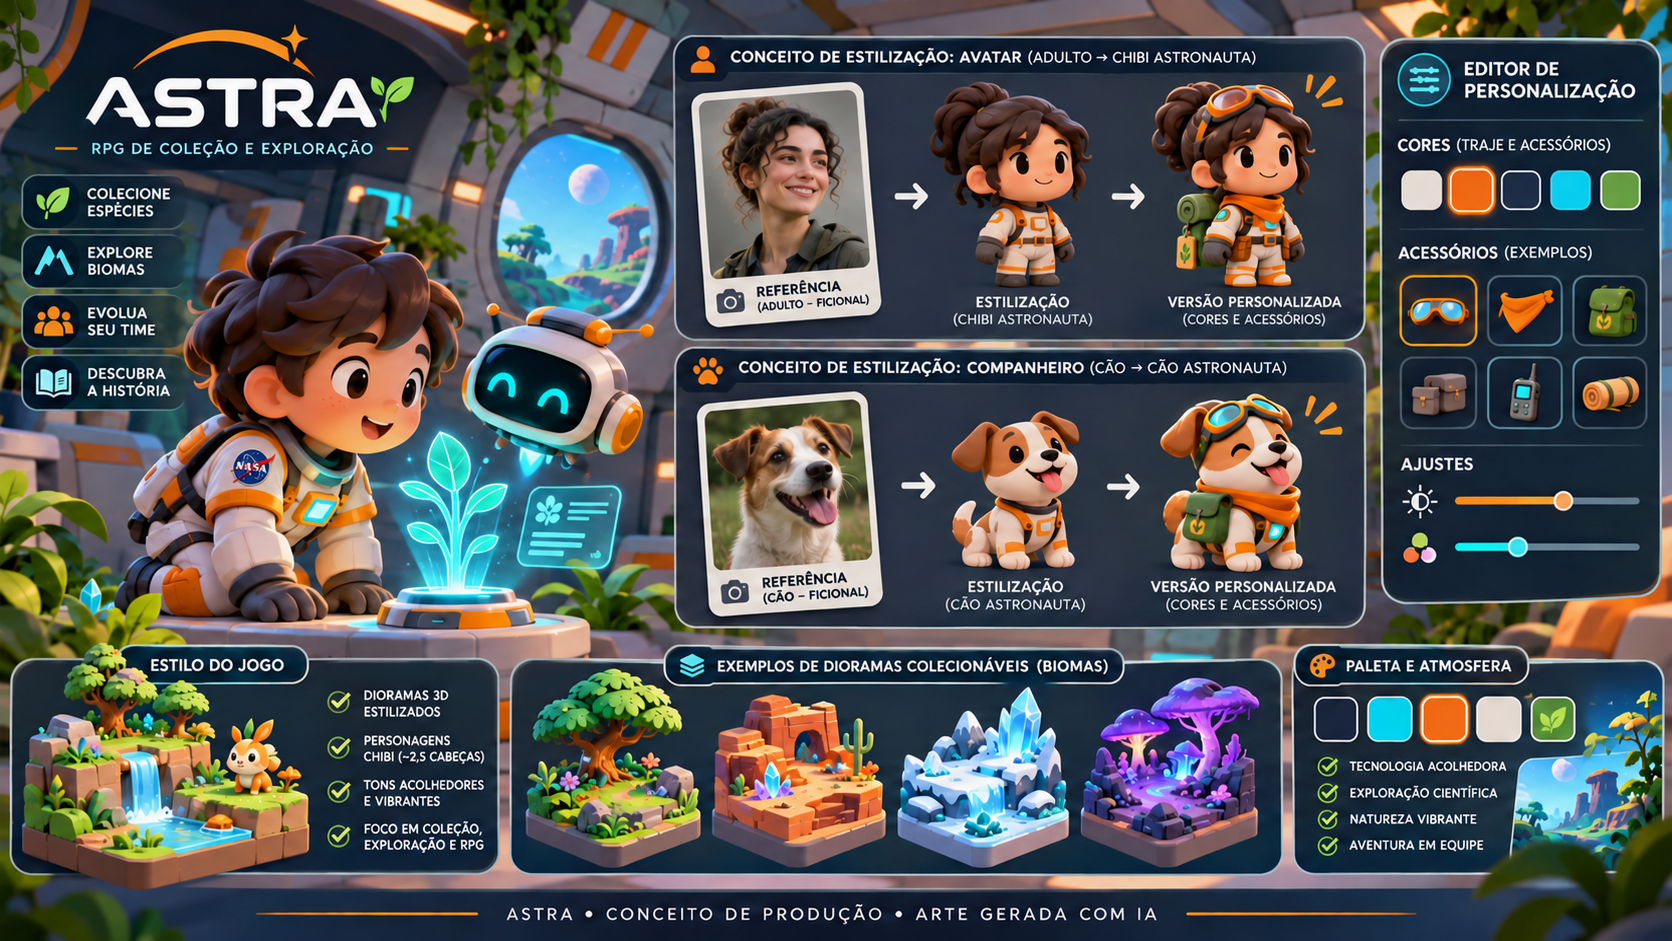 ASTRA
RPG DE COLEÇÃO E EXPLORAÇÃO
COLECIONE
ESPÉCIES
EXPLORE
BIOMAS
EVOLUA
SEU TIME
DESCUBRA
A HISTÓRIA
NASA
CONCEITO DE ESTILIZAÇÃO: AVATAR (ADULTO → CHIBI ASTRONAUTA)
REFERÊNCIA
(ADULTO – FICIONAL)
ESTILIZAÇÃO
(CHIBI ASTRONAUTA)
VERSÃO PERSONALIZADA
(CORES E ACESSÓRIOS)
CONCEITO DE ESTILIZAÇÃO: COMPANHEIRO (CÃO → CÃO ASTRONAUTA)
REFERÊNCIA
(CÃO – FICIONAL)
ESTILIZAÇÃO
(CÃO ASTRONAUTA)
VERSÃO PERSONALIZADA
(CORES E ACESSÓRIOS)
EDITOR DE
PERSONALIZAÇÃO
CORES (TRAJE E ACESSÓRIOS)
ACESSÓRIOS (EXEMPLOS)
AJUSTES
ESTILO DO JOGO
DIORAMAS 3D
ESTILIZADOS
PERSONAGENS
CHIBI (~2,5 CABEÇAS)
TONS ACOLHEDORES
E VIBRANTES
FOCO EM COLEÇÃO,
EXPLORAÇÃO E RPG
EXEMPLOS DE DIORAMAS COLECIONÁVEIS (BIOMAS)
PALETA E ATMOSFERA
TECNOLOGIA ACOLHEDORA
EXPLORAÇÃO CIENTÍFICA
NATUREZA VIBRANTE
AVENTURA EM EQUIPE
ASTRA • CONCEITO DE PRODUÇÃO • ARTE GERADA COM IA